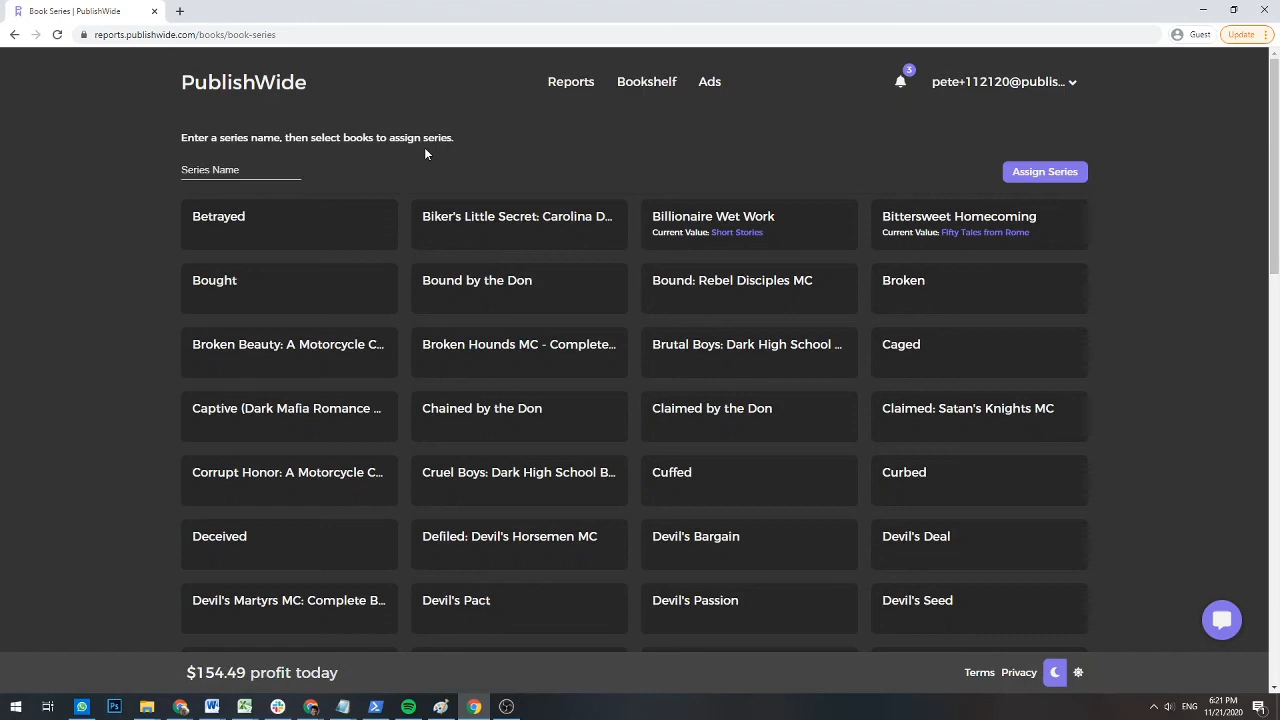 Book Series | PublishWide
reports.publishwide.com/books/book-series
Guest
Update
PublishWide
Reports
Bookshelf
Ads
3
pete+112120@publis...
Enter a series name, then select books to assign series.
Series Name
Assign Series
Betrayed
Biker's Little Secret: Carolina D...
Billionaire Wet Work
Current Value: Short Stories
Bittersweet Homecoming
Current Value: Fifty Tales from Rome
Bought
Bound by the Don
Bound: Rebel Disciples MC
Broken
Broken Beauty: A Motorcycle C...
Broken Hounds MC - Complete...
Brutal Boys: Dark High School ...
Caged
Captive (Dark Mafia Romance ...
Chained by the Don
Claimed by the Don
Claimed: Satan's Knights MC
Corrupt Honor: A Motorcycle C...
Cruel Boys: Dark High School B...
Cuffed
Curbed
Deceived
Defiled: Devil's Horsemen MC
Devil's Bargain
Devil's Deal
Devil's Martyrs MC: Complete B...
Devil's Pact
Devil's Passion
Devil's Seed
$154.49 profit today
Terms
Privacy
6:21 PM
11/21/2020